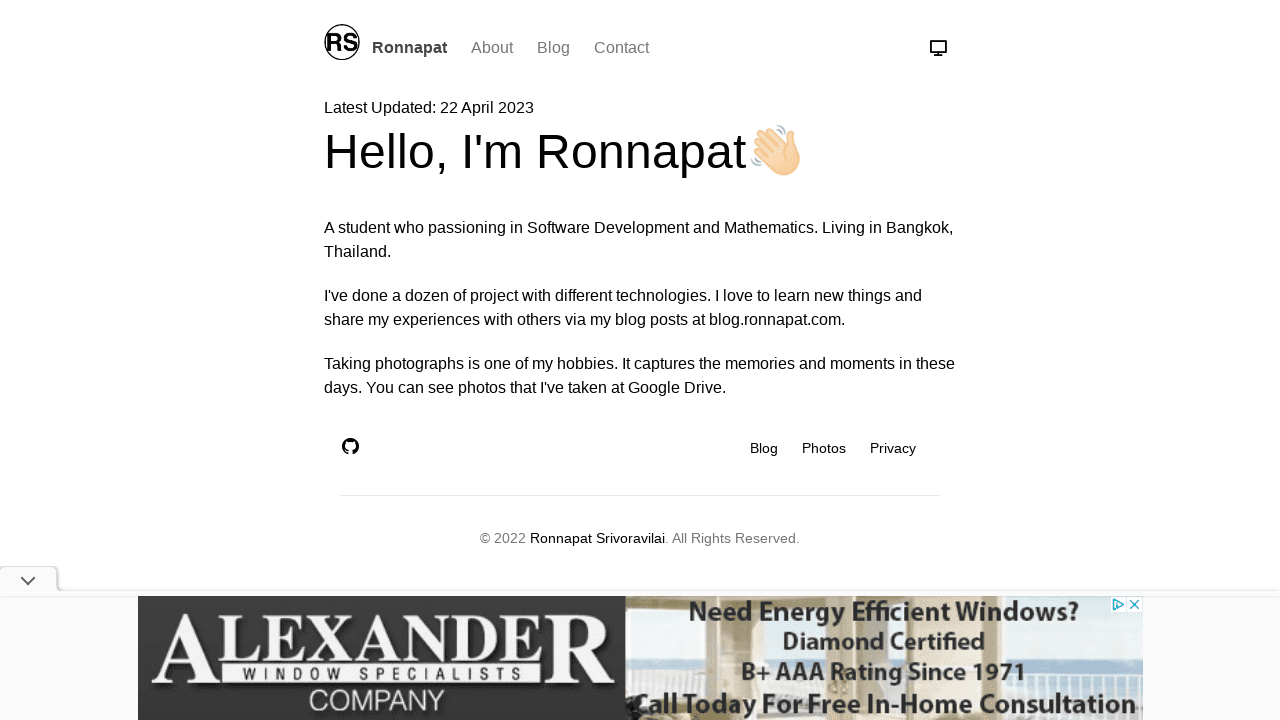 RS Ronnapat About Blog Contact
Latest Updated: 22 April 2023
Hello, I'm Ronnapat
A student who passioning in Software Development and Mathematics. Living in Bangkok,
Thailand.
I've done a dozen of project with different technologies. I love to learn new things and
share my experiences with others via my blog posts at blog.ronnapat.com.
Taking photographs is one of my hobbies. It captures the memories and moments in these
days. You can see photos that I've taken at Google Drive.
Blog Photos Privacy
© 2022 Ronnapat Srivoravilai. All Rights Reserved.
ALEXANDER
WINDOW SPECIALISTS
COMPANY
Need Energy Efficient Windows?
Diamond Certified
B+ AAA Rating Since 1971
Call Today For Free In-Home Consultation